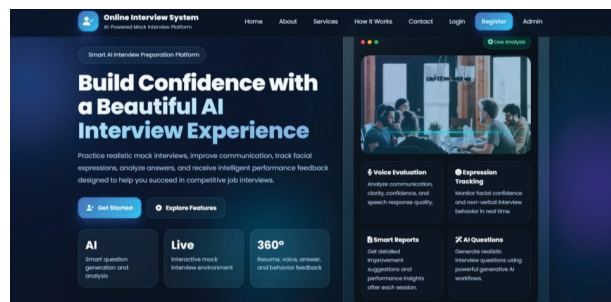 Online Interview System
AI-Powered Mock Interview Platform
Home About Services How It Works Contact Login Register Admin
Smart AI Interview Preparation Platform
Build Confidence with
a Beautiful AI
Interview Experience
Practice realistic mock interviews, improve communication, track facial
expressions, analyze answers, and receive intelligent performance feedback
designed to help you succeed in competitive job interviews.
Get Started
Explore Features
AI
Smart question
generation and
analysis
Live
Interactive mock
interview environment
360°
Resume, voice, answer,
and behavior feedback
Live Analysis
Voice Evaluation
Analyze communication,
clarity, confidence, and
speech response quality.
Expression
Tracking
Monitor facial confidence
and non-verbal interview
behavior in real time.
Smart Reports
Get detailed
improvement
suggestions and
performance insights
after each session.
AI Questions
Generate realistic
interview questions using
powerful generative AI
workflows.